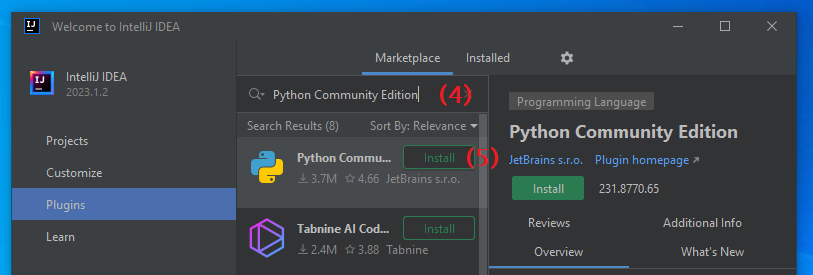 IJ Welcome to IntelliJ IDEA
Marketplace Installed
IJ IntelliJ IDEA
2023.1.2
Projects
Customize
Plugins
Learn
Python Community Edition (4)
Search Results (8) Sort By: Relevance
Python Commu... Install (5)
3.7M 4.66 JetBrains s.r.o.
Tabnine AI Cod... Install
2.4M 3.88 Tabnine
Programming Language
Python Community Edition
JetBrains s.r.o. Plugin homepage ↗
Install 231.8770.65
Reviews Additional Info
Overview What's New